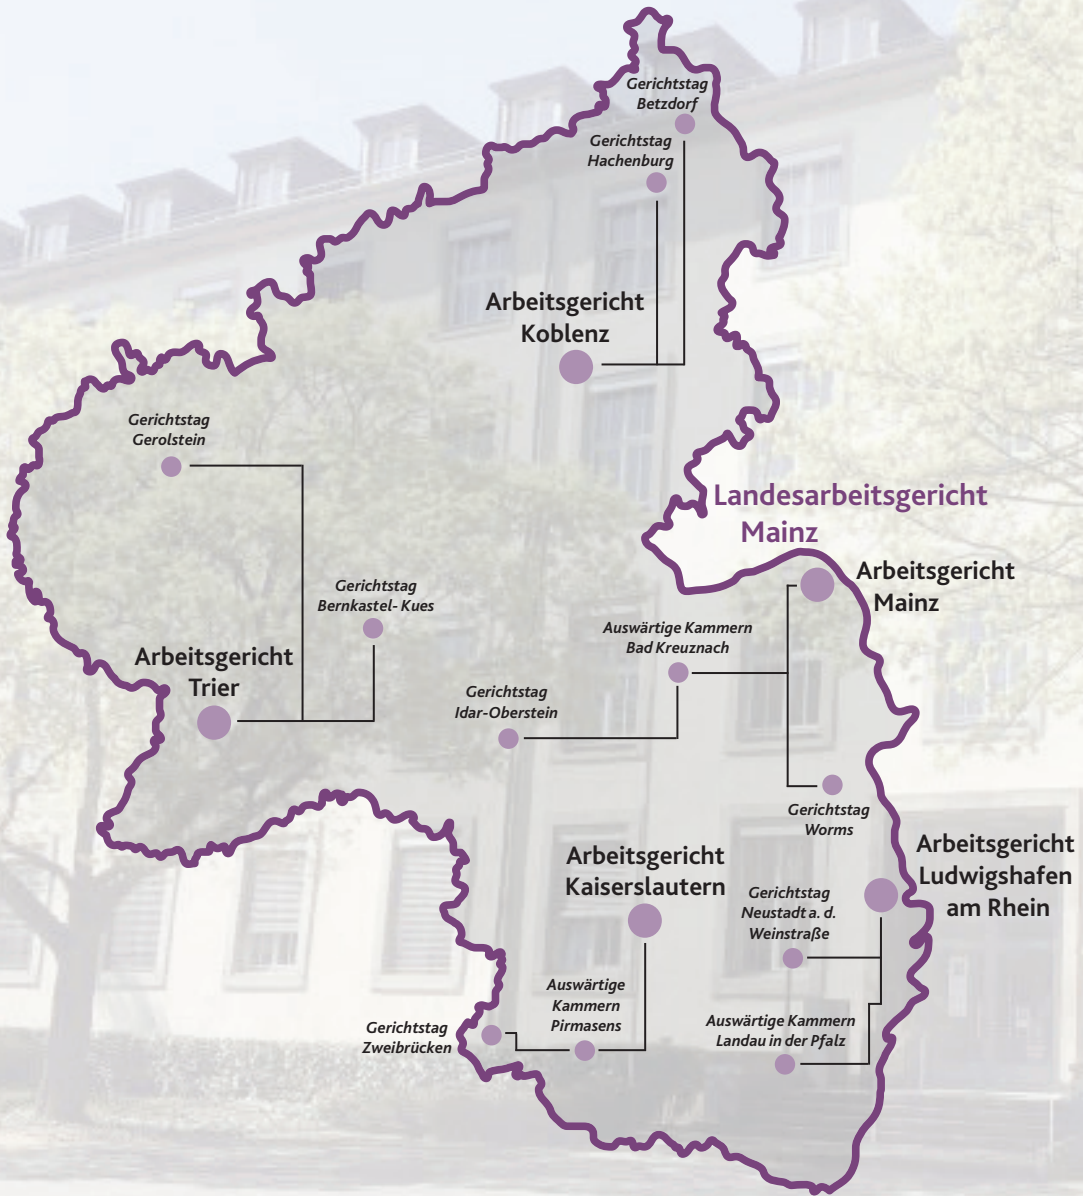 Gerichtstag
Betzdorf
Gerichtstag
Hachenburg
Arbeitsgericht
Koblenz
Gerichtstag
Gerolstein
Landesarbeitsgericht
Mainz
Arbeitsgericht
Mainz
Gerichtstag
Bernkastel- Kues
Auswärtige Kammern
Bad Kreuznach
Arbeitsgericht
Trier
Gerichtstag
Idar-Oberstein
Gerichtstag
Worms
Arbeitsgericht
Kaiserslautern
Arbeitsgericht
Ludwigshafen
am Rhein
Gerichtstag
Neustadt a. d.
Weinstraße
Auswärtige
Kammern
Pirmasens
Gerichtstag
Zweibrücken
Auswärtige Kammern
Landau in der Pfalz